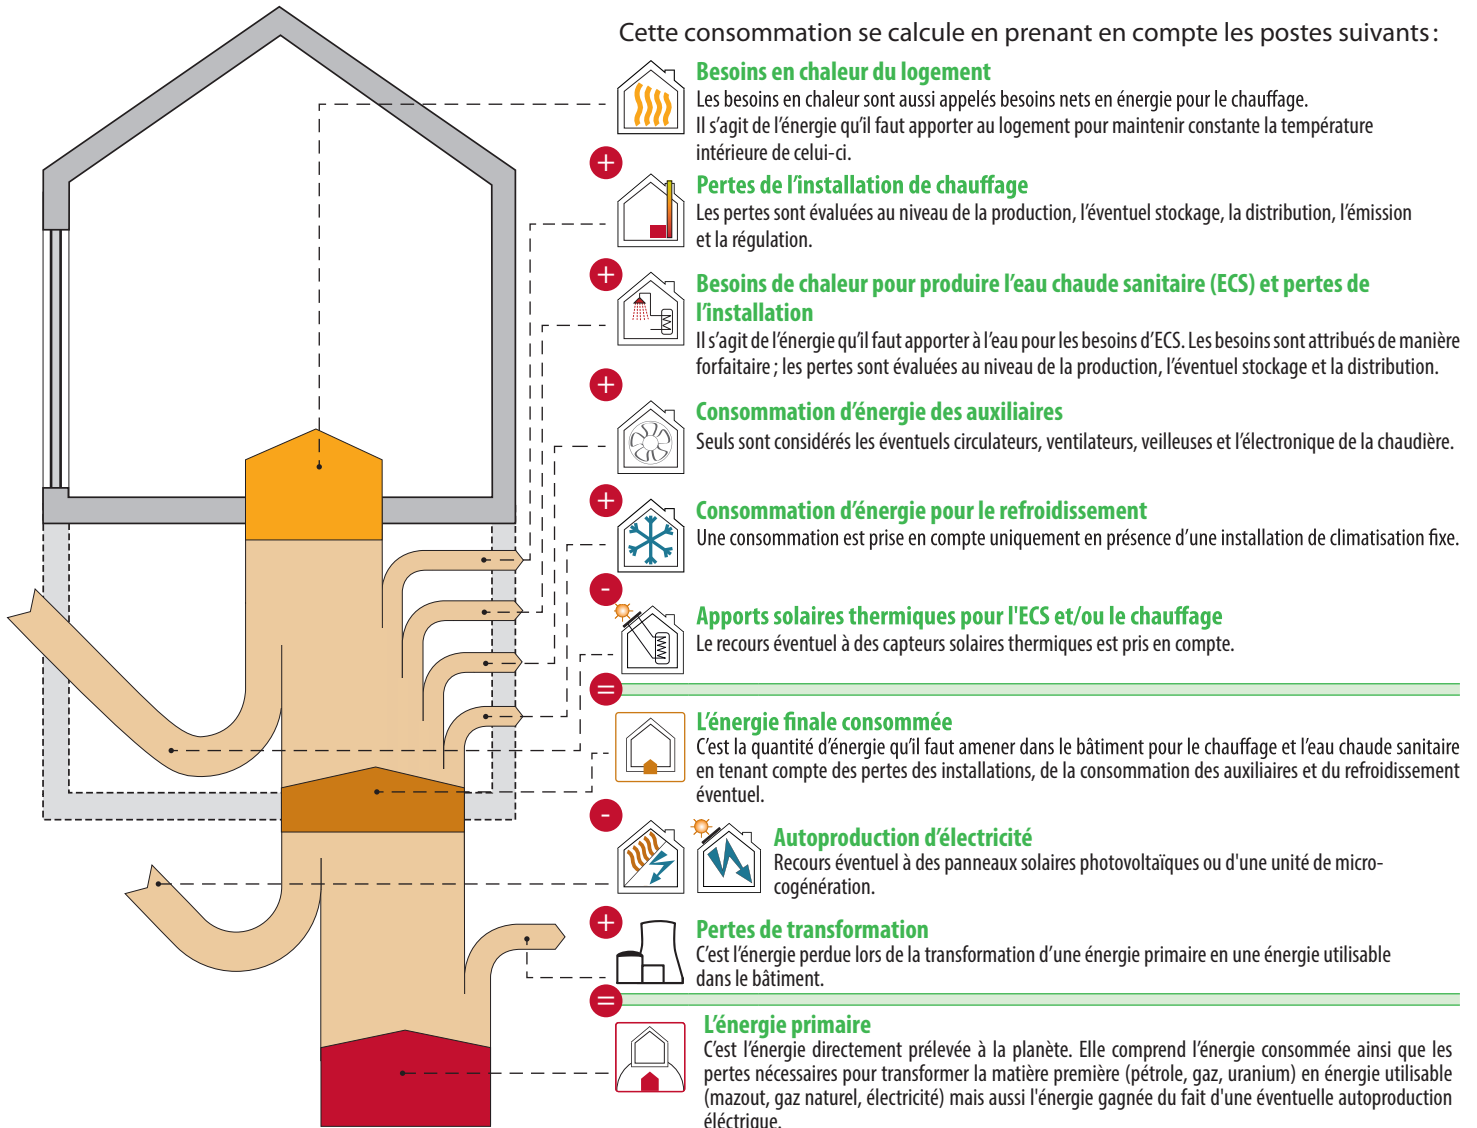 Cette consommation se calcule en prenant en compte les postes suivants :
Besoins en chaleur du logement
Les besoins en chaleur sont aussi appelés besoins nets en énergie pour le chauffage.
Il s'agit de l'énergie qu'il faut apporter au logement pour maintenir constante la température
intérieure de celui-ci.
+
Pertes de l'installation de chauffage
Les pertes sont évaluées au niveau de la production, l'éventuel stockage, la distribution, l'émission
et la régulation.
+
Besoins de chaleur pour produire l'eau chaude sanitaire (ECS) et pertes de
l'installation
Il s'agit de l'énergie qu'il faut apporter à l'eau pour les besoins d'ECS. Les besoins sont attribués de manière
forfaitaire ; les pertes sont évaluées au niveau de la production, l'éventuel stockage et la distribution.
+
Consommation d'énergie des auxiliaires
Seuls sont considérés les éventuels circulateurs, ventilateurs, veilleuses et l'électronique de la chaudière.
+
Consommation d'énergie pour le refroidissement
Une consommation est prise en compte uniquement en présence d'une installation de climatisation fixe.
-
Apports solaires thermiques pour l'ECS et/ou le chauffage
Le recours éventuel à des capteurs solaires thermiques est pris en compte.
=
L'énergie finale consommée
C'est la quantité d'énergie qu'il faut amener dans le bâtiment pour le chauffage et l'eau chaude sanitaire
en tenant compte des pertes des installations, de la consommation des auxiliaires et du refroidissement
éventuel.
-
Autoproduction d'électricité
Recours éventuel à des panneaux solaires photovoltaïques ou d'une unité de micro-
cogénération.
+
Pertes de transformation
C'est l'énergie perdue lors de la transformation d'une énergie primaire en une énergie utilisable
dans le bâtiment.
=
L'énergie primaire
C'est l'énergie directement prélevée à la planète. Elle comprend l'énergie consommée ainsi que les
pertes nécessaires pour transformer la matière première (pétrole, gaz, uranium) en énergie utilisable
(mazout, gaz naturel, électricité) mais aussi l'énergie gagnée du fait d'une éventuelle autoproduction
éléctrique.